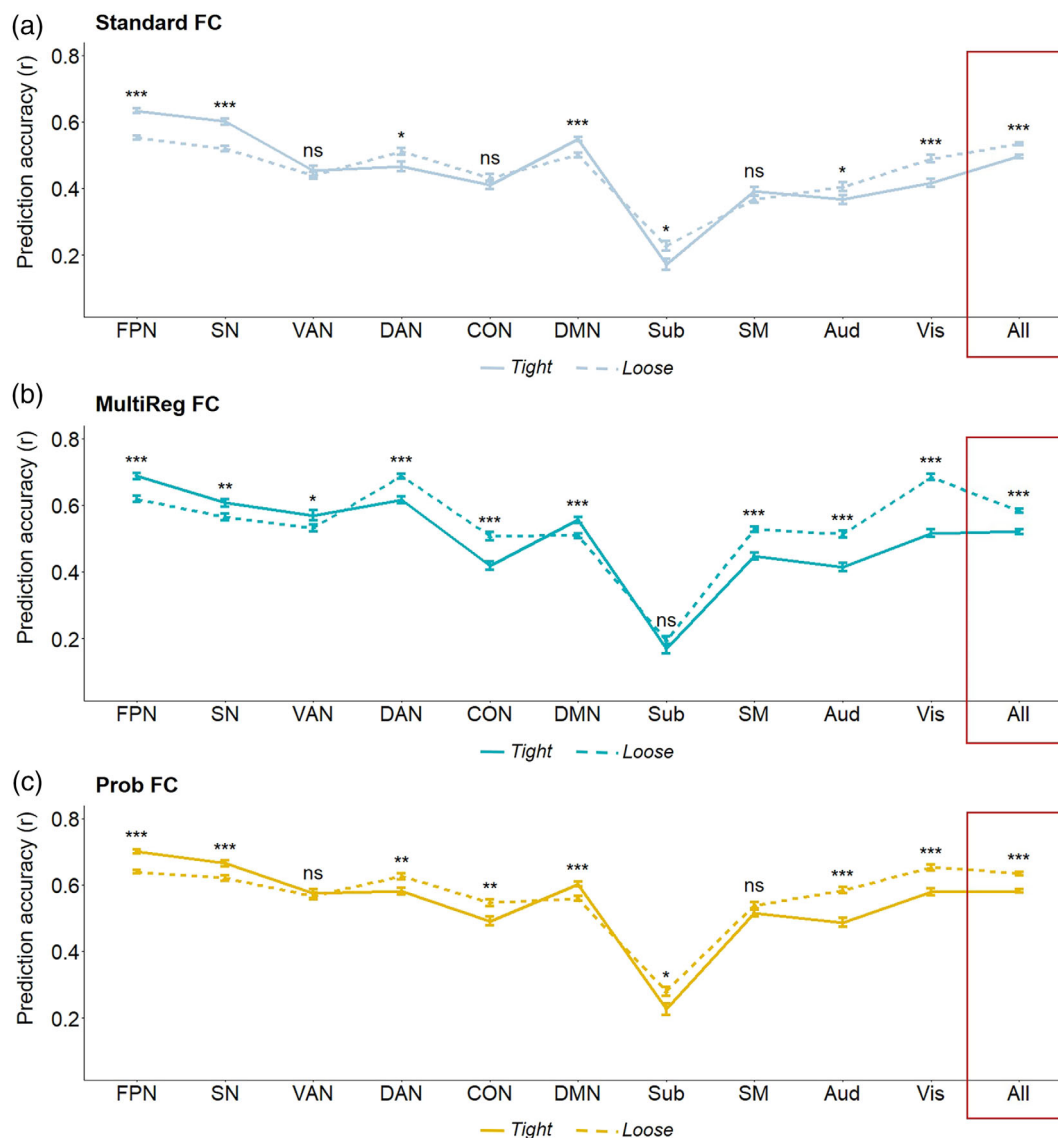 (a) Standard FC
Prediction accuracy (r)
0.8
0.6
0.4
0.2
*** *** ns * ns *** * ns * *** ***
FPN SN VAN DAN CON DMN Sub SM Aud Vis All
Tight Loose
(b) MultiReg FC
Prediction accuracy (r)
0.8
0.6
0.4
0.2
*** ** * *** *** *** ns *** *** *** ***
FPN SN VAN DAN CON DMN Sub SM Aud Vis All
Tight Loose
(c) Prob FC
Prediction accuracy (r)
0.8
0.6
0.4
0.2
*** *** ns ** ** *** * ns *** *** ***
FPN SN VAN DAN CON DMN Sub SM Aud Vis All
Tight Loose